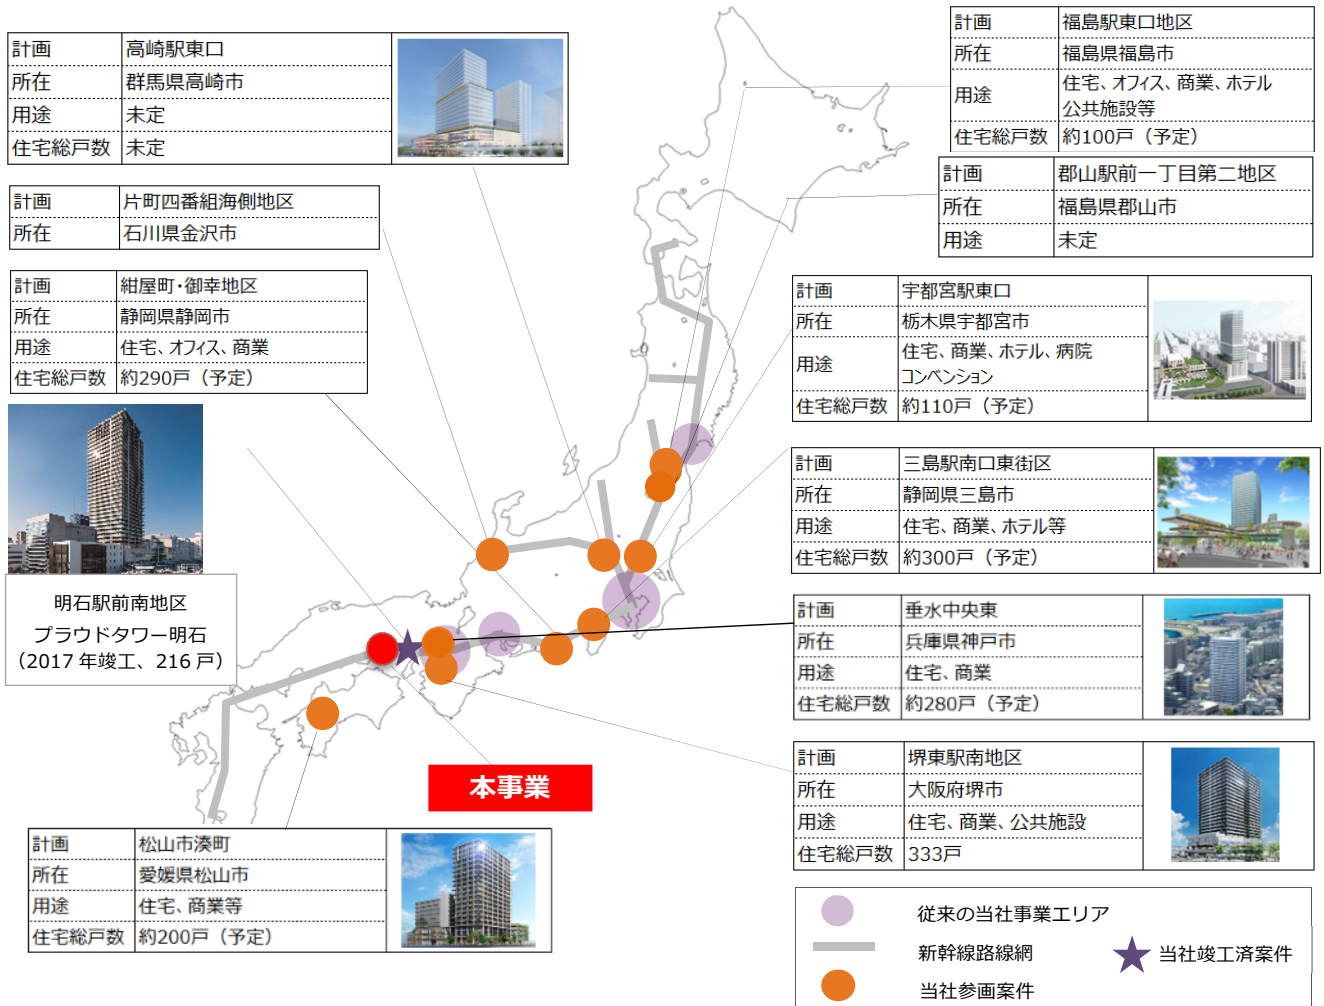 計画 高崎駅東口
所在 群馬県高崎市
用途 未定
住宅総戸数 未定
計画 片町四番組海側地区
所在 石川県金沢市
計画 紺屋町・御幸地区
所在 静岡県静岡市
用途 住宅、オフィス、商業
住宅総戸数 約290戸（予定）
明石駅前南地区
プラウドタワー明石
（2017年竣工、216戸）
計画 松山市湊町
所在 愛媛県松山市
用途 住宅、商業等
住宅総戸数 約200戸（予定）
本事業
計画 福島駅東口地区
所在 福島県福島市
用途 住宅、オフィス、商業、ホテル
公共施設等
住宅総戸数 約100戸（予定）
計画 郡山駅前一丁目第二地区
所在 福島県郡山市
用途 未定
計画 宇都宮駅東口
所在 栃木県宇都宮市
用途 住宅、商業、ホテル、病院
コンベンション
住宅総戸数 約110戸（予定）
計画 三島駅南口東街区
所在 静岡県三島市
用途 住宅、商業、ホテル等
住宅総戸数 約300戸（予定）
計画 垂水中央東
所在 兵庫県神戸市
用途 住宅、商業
住宅総戸数 約280戸（予定）
計画 堺東駅南地区
所在 大阪府堺市
用途 住宅、商業、公共施設
住宅総戸数 333戸
従来の当社事業エリア
新幹線路線網
当社竣工済案件
当社参画案件